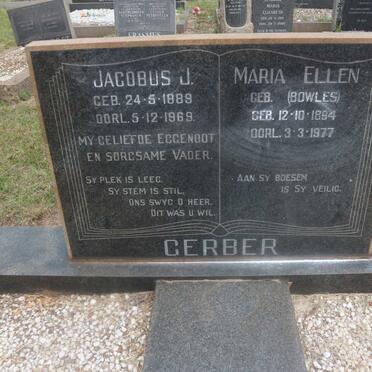 JACOBUS J.
GEB. 24-5-1889
OORL. 5-12-1969.
MY GELIEFDE EGGENOOT
EN SORGSAME VADER.
SY PLEK IS LEEG.
SY STEM IS STIL,
ONS SWYG O HEER.
DIT WAS U WIL.
MARIA ELLEN
GEB. (BOWLES)
GEB. 12-10-1894
OORL. 3-3-1977
AAN SY BOESEM
IS SY VEILIG.
GERBER
ERASMUS